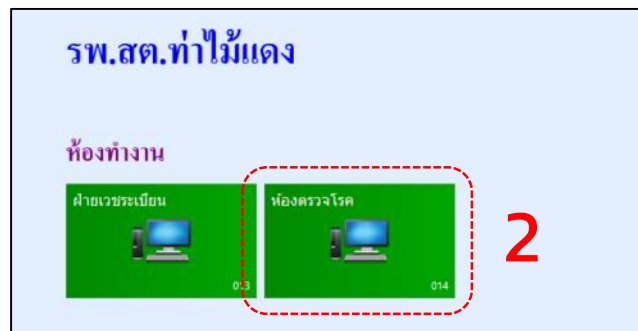 รพ.สต.ท่าไม้แดง
ห้องทำงาน
ฝ่ายเวชระเบียน
013
ห้องตรวจโรค
014
2